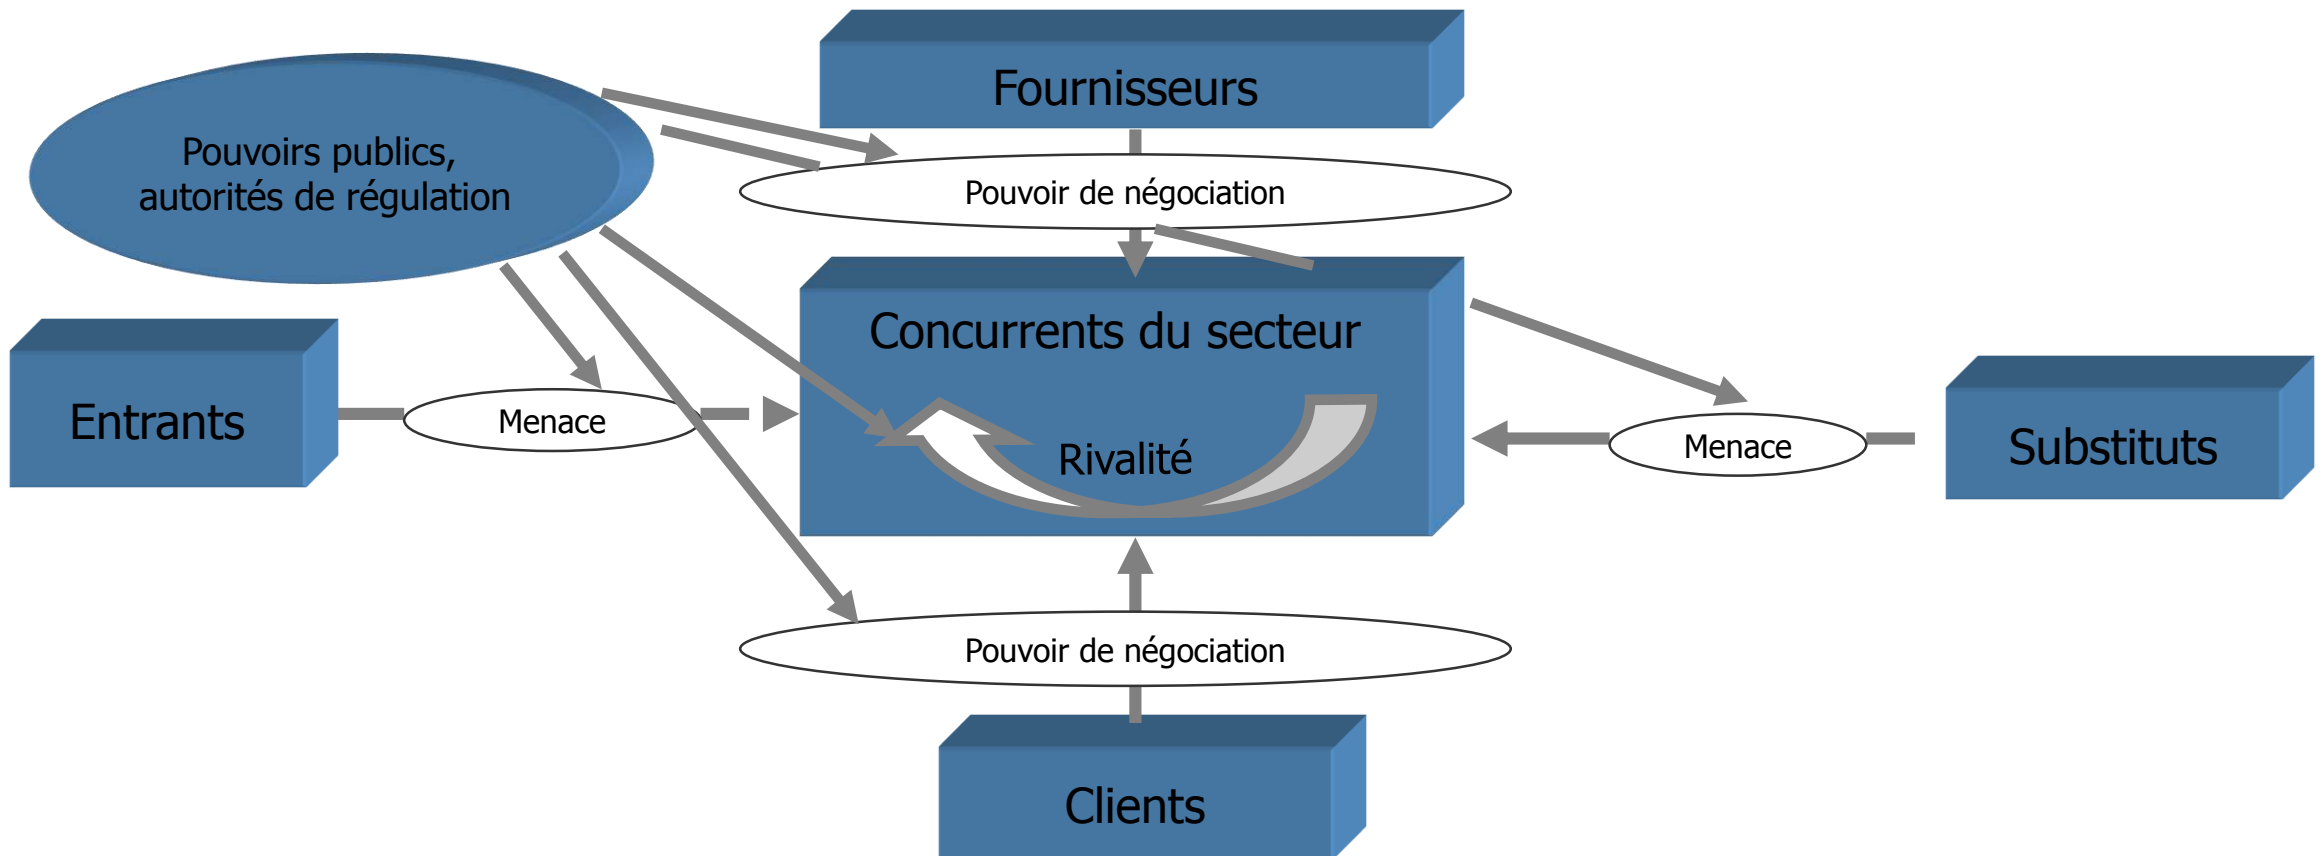 Fournisseurs
Pouvoirs publics,
autorités de régulation
Pouvoir de négociation
Concurrents du secteur
Entrants
Menace
Rivalité
Menace
Substituts
Pouvoir de négociation
Clients